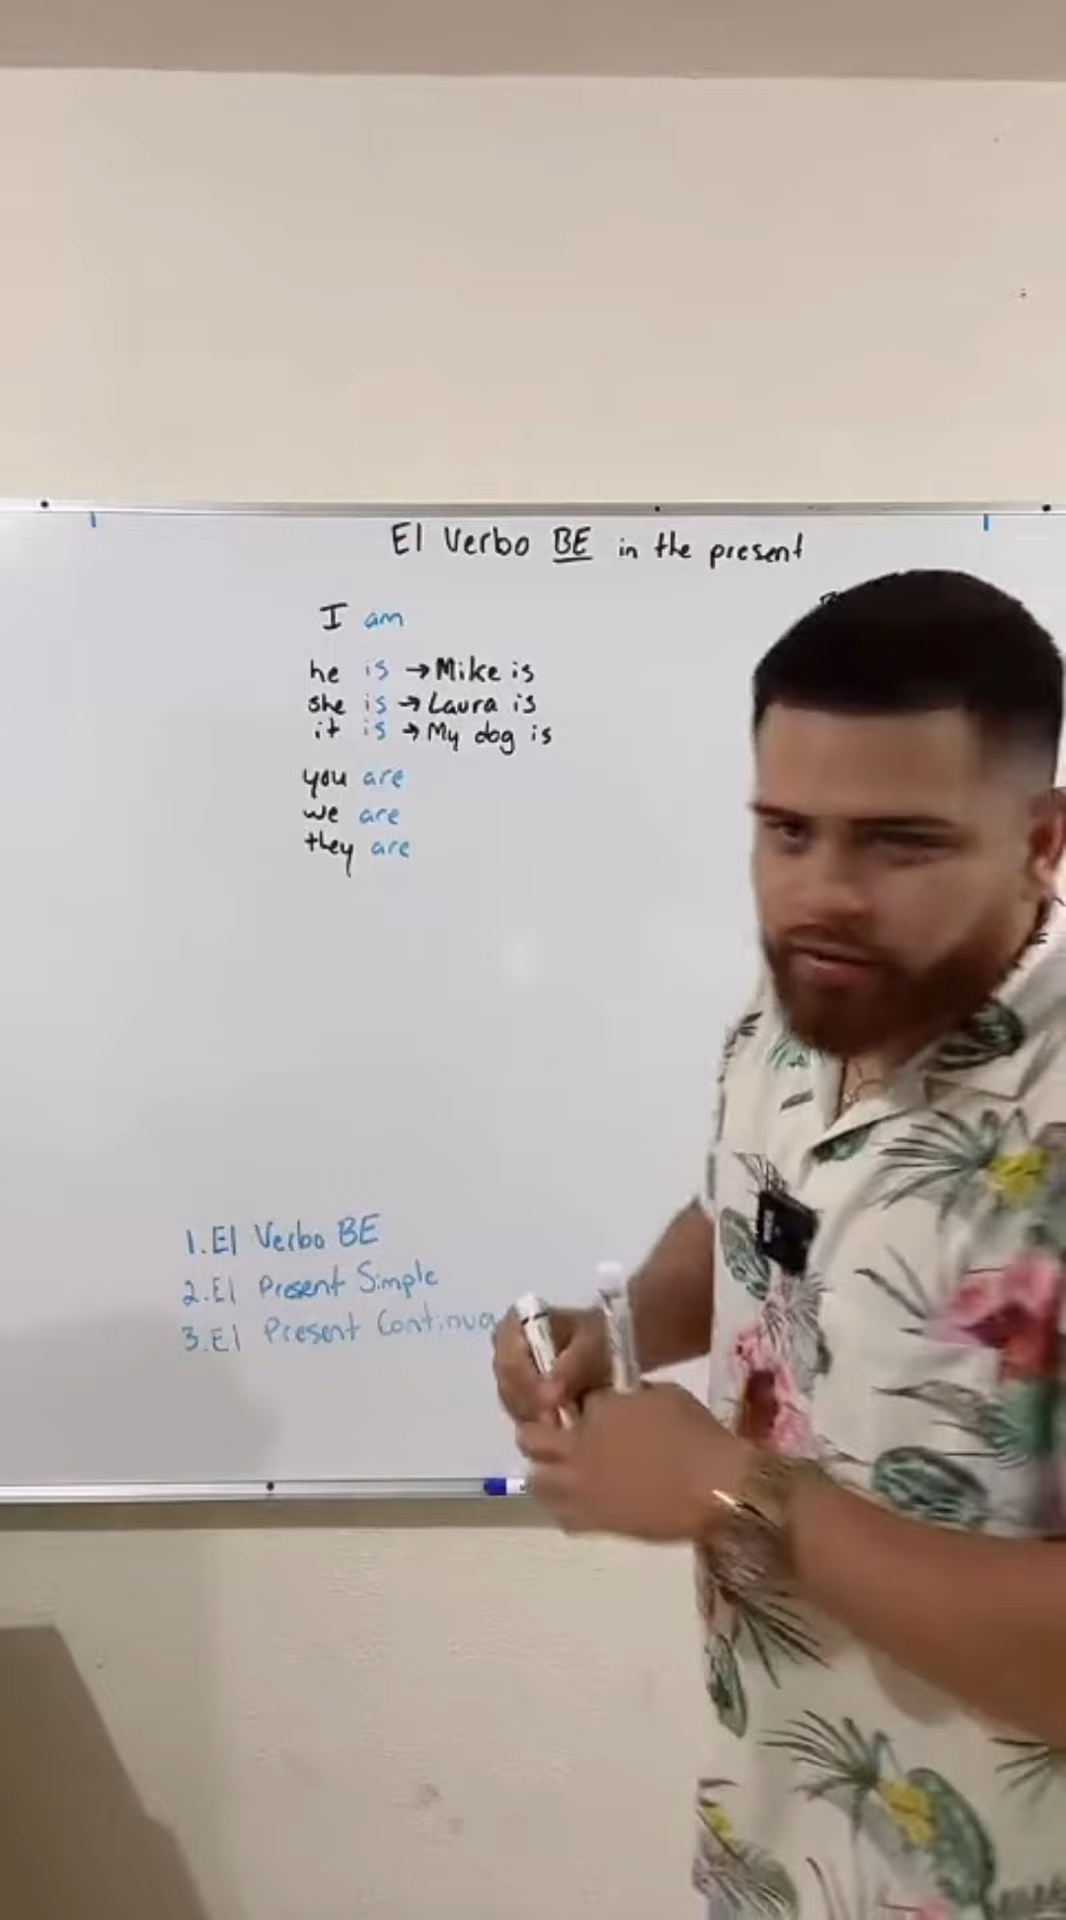 El Verbo BE in the present
I am
he is → Mike is
she is → Laura is
it is → My dog is
you are
we are
they are
1. El Verbo BE
2. El Present Simple
3. El Present